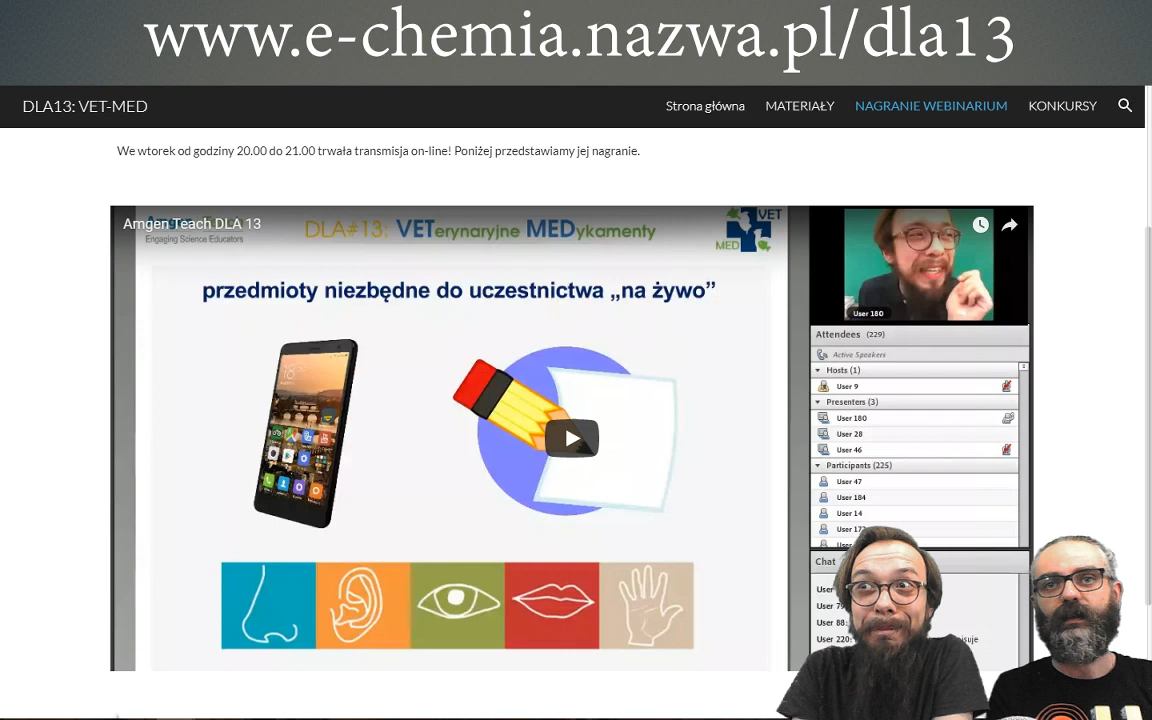 www.e-chemia.nazwa.pl/dla13
DLA13: VET-MED
Strona główna
MATERIAŁY
NAGRANIE WEBINARIUM
KONKURSY
We wtorek od godziny 20.00 do 21.00 trwała transmisja on-line! Poniżej przedstawiamy jej nagranie.
Amgen Teach DLA 13
Engaging Science Educators
DLA#13: VETerynaryjne MEDykamenty
VET
MED
przedmioty niezbędne do uczestnictwa „na żywo”
User 180
Attendees (229)
Active Speakers
Hosts (1)
User 9
Presenters (3)
User 180
User 28
User 46
Participants (225)
User 47
User 184
User 14
User
Chat
User
User
User 88:
User 220: